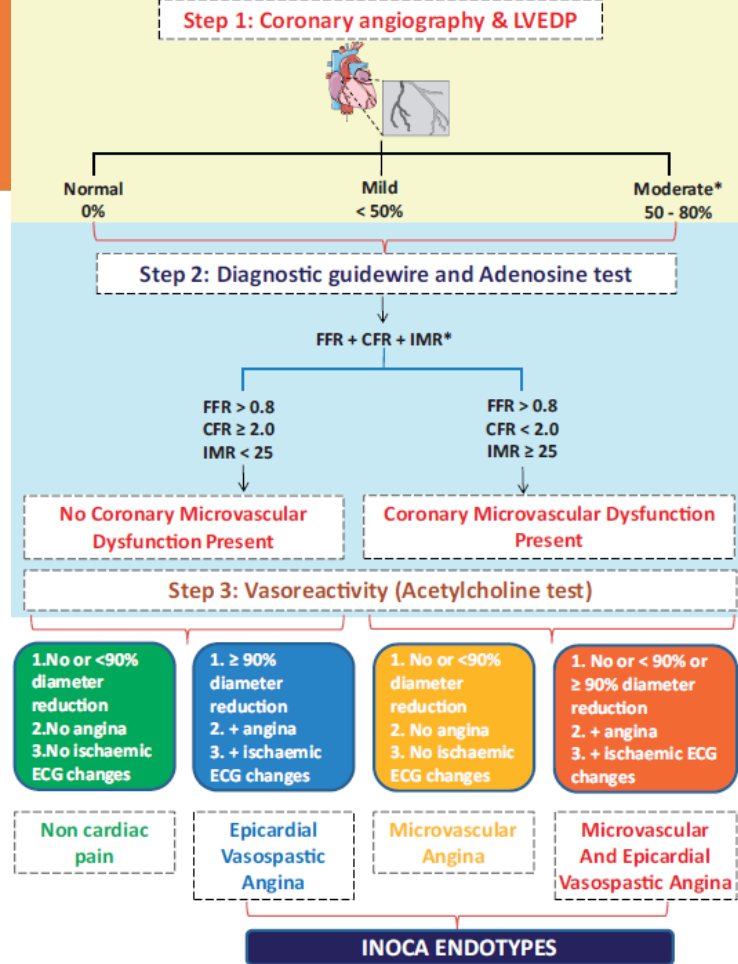 Step 1: Coronary angiography & LVEDP
Normal
0%
Mild
< 50%
Moderate*
50 - 80%
Step 2: Diagnostic guidewire and Adenosine test
FFR + CFR + IMR*
FFR > 0.8
CFR ≥ 2.0
IMR < 25
FFR > 0.8
CFR < 2.0
IMR ≥ 25
No Coronary Microvascular
Dysfunction Present
Coronary Microvascular Dysfunction
Present
Step 3: Vasoreactivity (Acetylcholine test)
1.No or <90%
diameter
reduction
2.No angina
3.No ischaemic
ECG changes
1. ≥ 90%
diameter
reduction
2. + angina
3. + ischaemic
ECG changes
1. No or <90%
diameter
reduction
2. No angina
3. No ischaemic
ECG changes
1. No or < 90% or
≥ 90% diameter
reduction
2. + angina
3. + ischaemic ECG
changes
Non cardiac
pain
Epicardial
Vasospastic
Angina
Microvascular
Angina
Microvascular
And Epicardial
Vasospastic Angina
INOCA ENDOTYPES